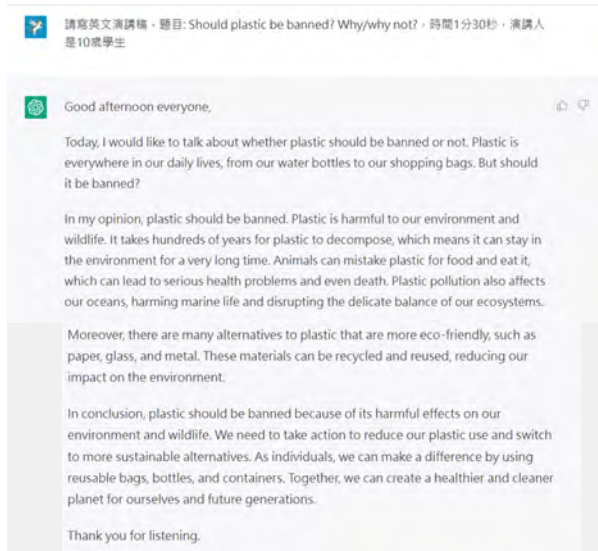 請寫英文演講稿，題目: Should plastic be banned? Why/why not?，時間1分30秒，演講人
是10歲學生
Good afternoon everyone,
Today, I would like to talk about whether plastic should be banned or not. Plastic is
everywhere in our daily lives, from our water bottles to our shopping bags. But should
it be banned?
In my opinion, plastic should be banned. Plastic is harmful to our environment and
wildlife. It takes hundreds of years for plastic to decompose, which means it can stay in
the environment for a very long time. Animals can mistake plastic for food and eat it,
which can lead to serious health problems and even death. Plastic pollution also affects
our oceans, harming marine life and disrupting the delicate balance of our ecosystems.
Moreover, there are many alternatives to plastic that are more eco-friendly, such as
paper, glass, and metal. These materials can be recycled and reused, reducing our
impact on the environment.
In conclusion, plastic should be banned because of its harmful effects on our
environment and wildlife. We need to take action to reduce our plastic use and switch
to more sustainable alternatives. As individuals, we can make a difference by using
reusable bags, bottles, and containers. Together, we can create a healthier and cleaner
planet for ourselves and future generations.
Thank you for listening.